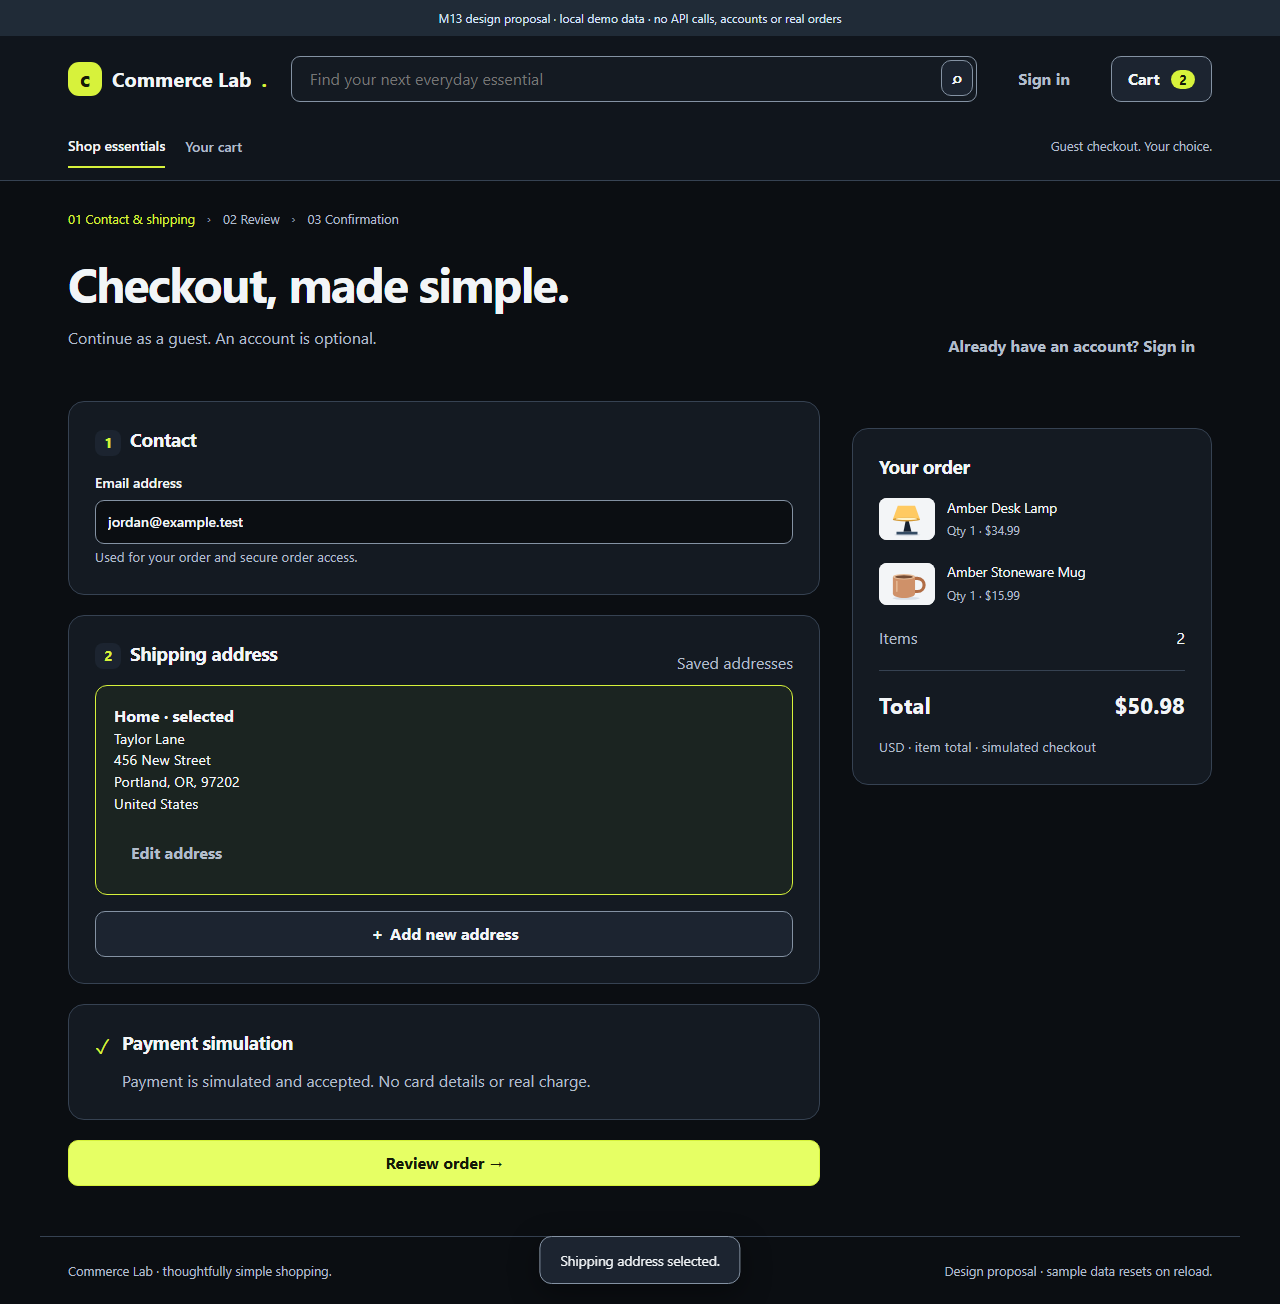 M13 design proposal · local demo data · no API calls, accounts or real orders
c Commerce Lab .
Find your next everyday essential
Sign in
Cart 2
Shop essentials
Your cart
Guest checkout. Your choice.
01 Contact & shipping › 02 Review › 03 Confirmation
Checkout, made simple.
Continue as a guest. An account is optional.
Already have an account? Sign in
1 Contact
Email address
jordan@example.test
Used for your order and secure order access.
2 Shipping address
Saved addresses
Home · selected
Taylor Lane
456 New Street
Portland, OR, 97202
United States
Edit address
+ Add new address
✓ Payment simulation
Payment is simulated and accepted. No card details or real charge.
Review order →
Your order
Amber Desk Lamp
Qty 1 · $34.99
Amber Stoneware Mug
Qty 1 · $15.99
Items 2
Total $50.98
USD · item total · simulated checkout
Commerce Lab · thoughtfully simple shopping.
Shipping address selected.
Design proposal · sample data resets on reload.